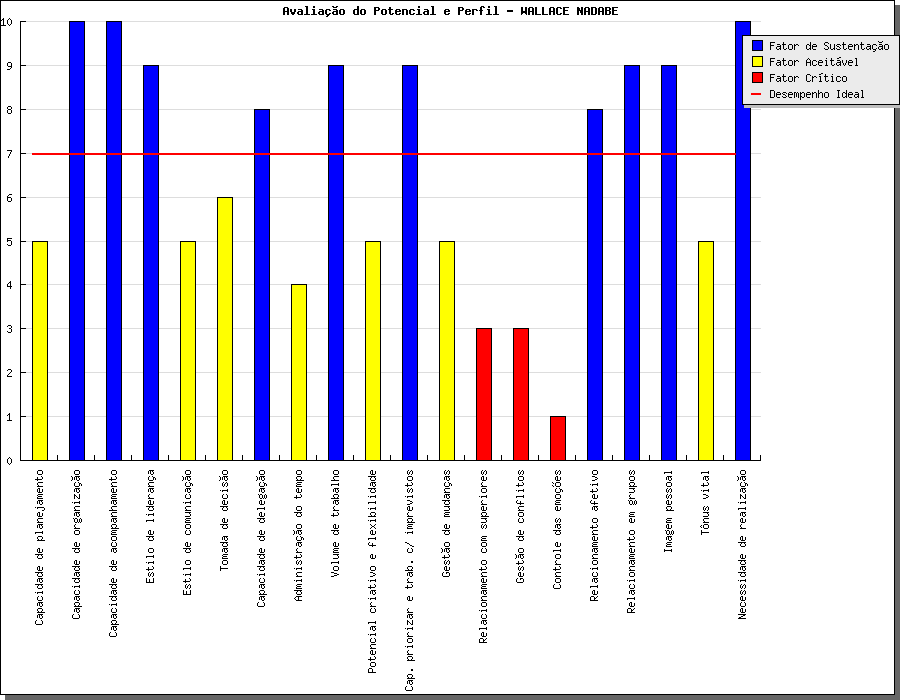 Avaliação do Potencial e Perfil - WALLACE NADABE
10
9
8
7
6
5
4
3
2
1
0
Fator de Sustentação
Fator Aceitável
Fator Crítico
Desempenho Ideal
Capacidade de planejamento
Capacidade de organização
Capacidade de acompanhamento
Estilo de liderança
Estilo de comunicação
Tomada de decisão
Capacidade de delegação
Administração do tempo
Volume de trabalho
Potencial criativo e flexibilidade
Cap. priorizar e trab. c/ imprevistos
Gestão de mudanças
Relacionamento com superiores
Gestão de conflitos
Controle das emoções
Relacionamento afetivo
Relacionamento em grupos
Imagem pessoal
Tônus vital
Necessidade de realização